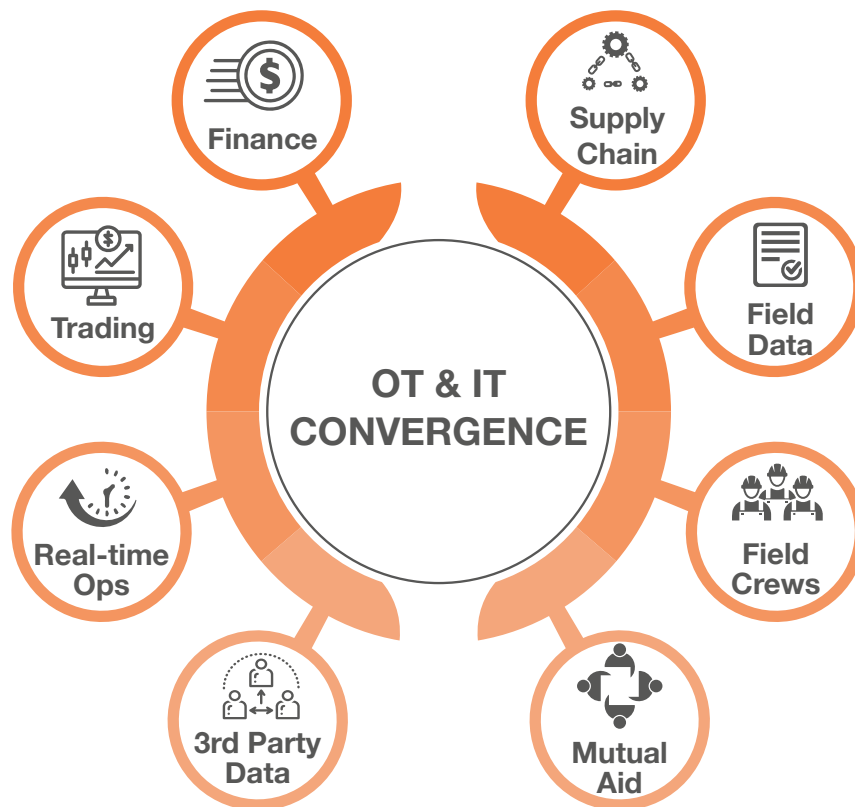 Finance
Supply
Chain
Trading
Field
Data
OT & IT
CONVERGENCE
Real-time
Ops
Field
Crews
3rd Party
Data
Mutual
Aid